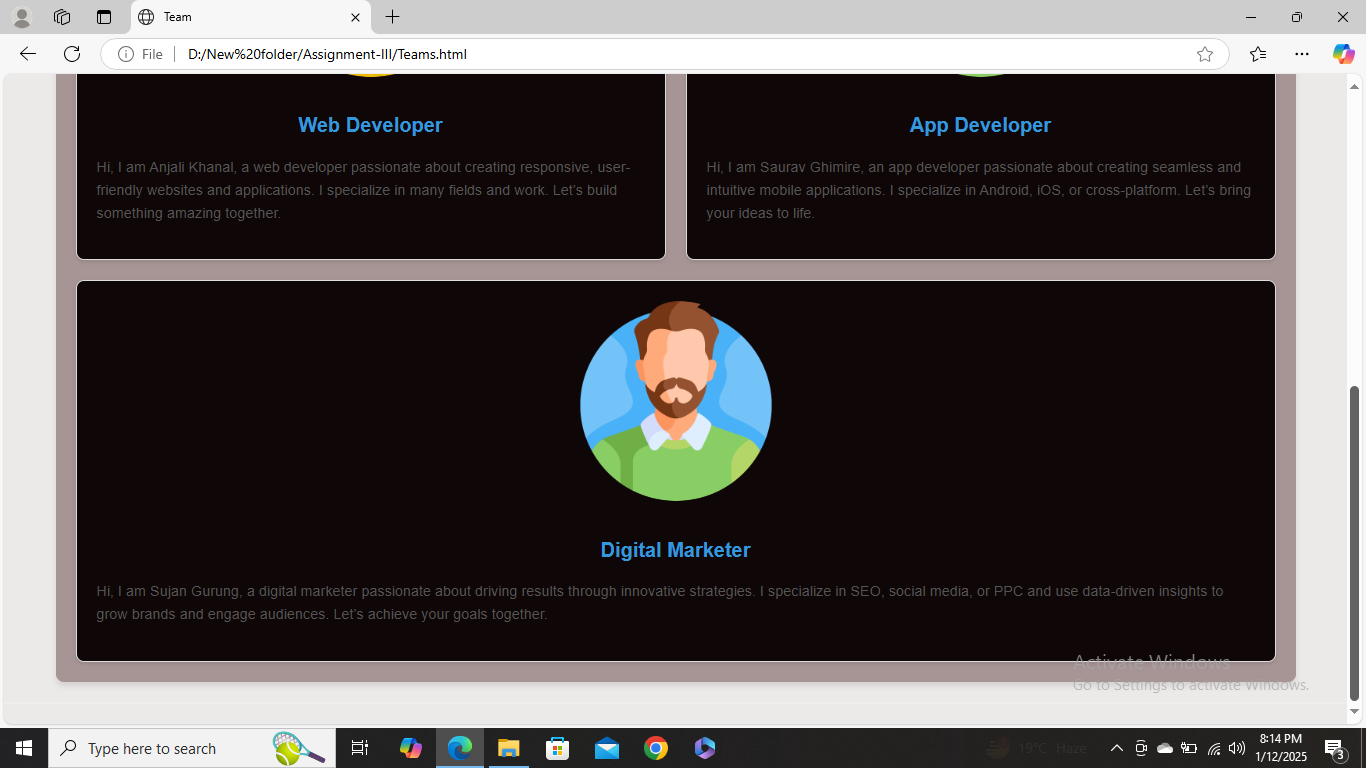 Team
File
D:/New%20folder/Assignment-III/Teams.html
Web Developer
Hi, I am Anjali Khanal, a web developer passionate about creating responsive, user-
friendly websites and applications. I specialize in many fields and work. Let's build
something amazing together.
App Developer
Hi, I am Saurav Ghimire, an app developer passionate about creating seamless and
intuitive mobile applications. I specialize in Android, iOS, or cross-platform. Let's bring
your ideas to life.
Digital Marketer
Hi, I am Sujan Gurung, a digital marketer passionate about driving results through innovative strategies. I specialize in SEO, social media, or PPC and use data-driven insights to
grow brands and engage audiences. Let's achieve your goals together.
Activate Windows
Go to Settings to activate Windows.
Type here to search
19°C Haze
8:14 PM
1/12/2025
3